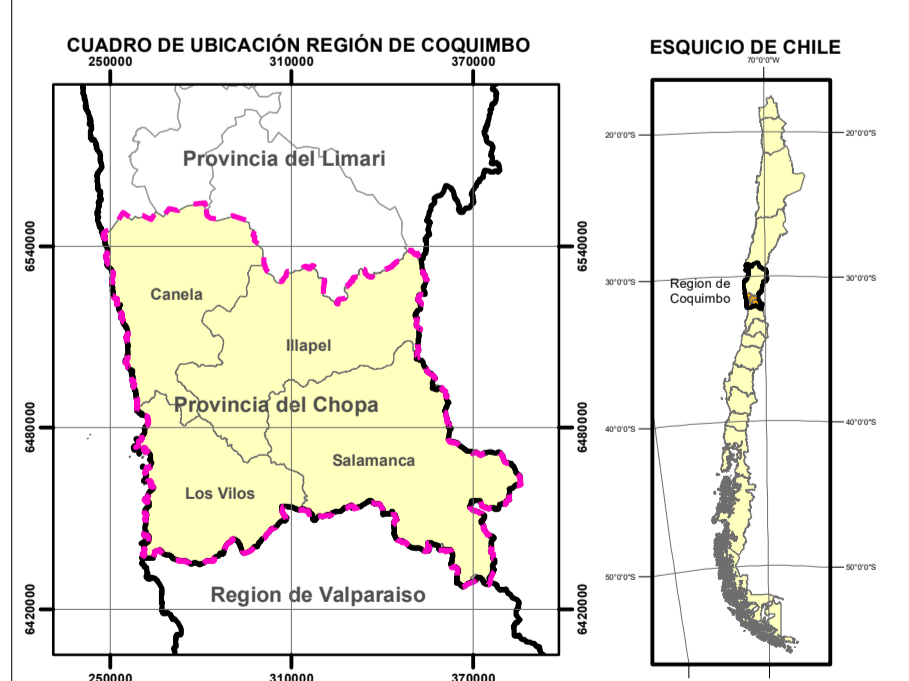 CUADRO DE UBICACIÓN REGIÓN DE COQUIMBO
250000 310000 370000
Provincia del Limari
6540000 6540000
Canela
Illapel
Provincia del Chopa
6480000 6480000
Salamanca
Los Vilos
Region de Valparaiso
6420000 6420000
250000 310000 370000
ESQUICIO DE CHILE
70°0'0"W
20°0'0"S 20°0'0"S
30°0'0"S 30°0'0"S
Region de
Coquimbo
40°0'0"S 40°0'0"S
50°0'0"S 50°0'0"S